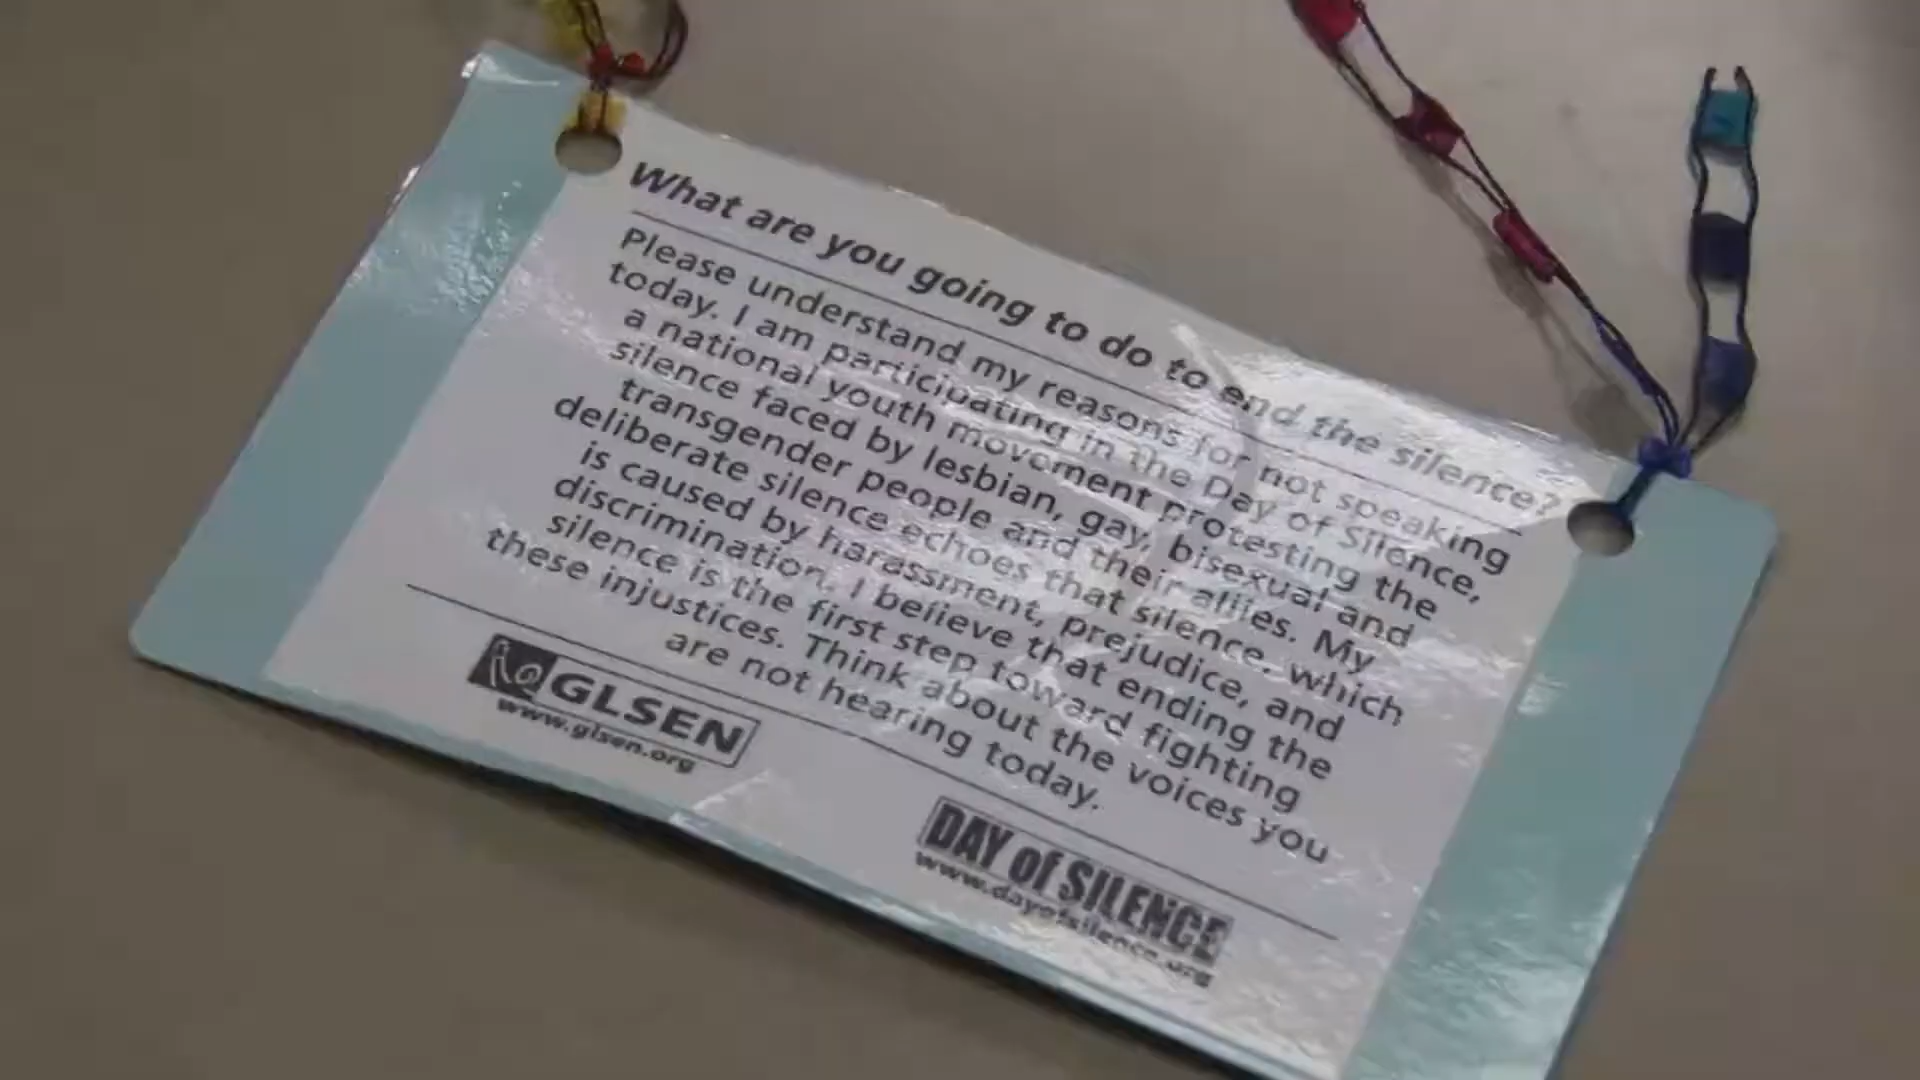 What are you going to do to end the silence?
Please understand my reasons for not speaking
today. I am participating in the Day of Silence,
a national youth movement protesting the
silence faced by lesbian, gay, bisexual and
transgender people and their allies. My
deliberate silence echoes that silence, which
is caused by harassment, prejudice, and
discrimination. I believe that ending the
silence is the first step toward fighting
these injustices. Think about the voices you
are not hearing today.
GLSEN
www.glsen.org
DAY of SILENCE
www.dayofsilence.org